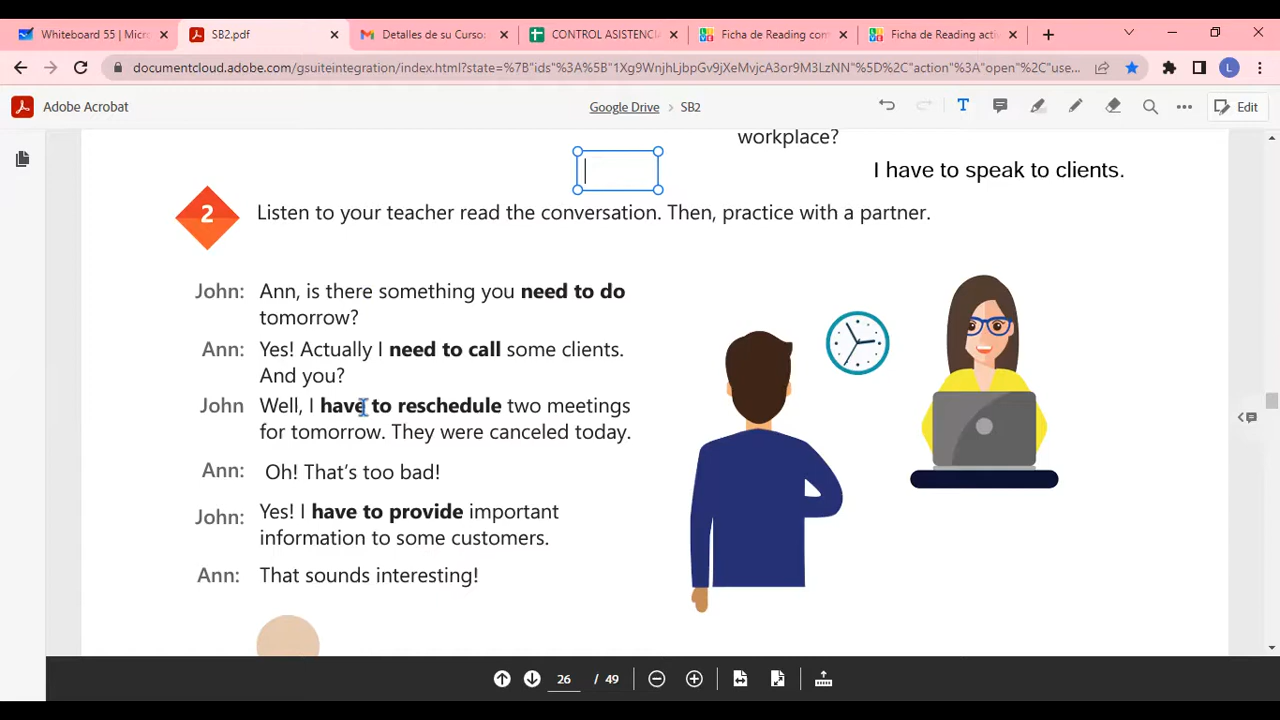 Whiteboard 55 | Micr
SB2.pdf
Detalles de su Curso:
CONTROL ASISTENCIA
Ficha de Reading com
Ficha de Reading acti
documentcloud.adobe.com/gsuiteintegration/index.html?state=%7B"ids"%3A%5B"1Xg9WnjhLjbpGv9jXeMvjcA3or9M3LzNN"%5D%2C"action"%3A"open"%2C"use...
L
Adobe Acrobat
Google Drive > SB2
Edit
workplace?
I have to speak to clients.
2
Listen to your teacher read the conversation. Then, practice with a partner.
John: Ann, is there something you need to do
tomorrow?
Ann: Yes! Actually I need to call some clients.
And you?
John Well, I have to reschedule two meetings
for tomorrow. They were canceled today.
Ann: Oh! That's too bad!
John: Yes! I have to provide important
information to some customers.
Ann: That sounds interesting!
26 / 49